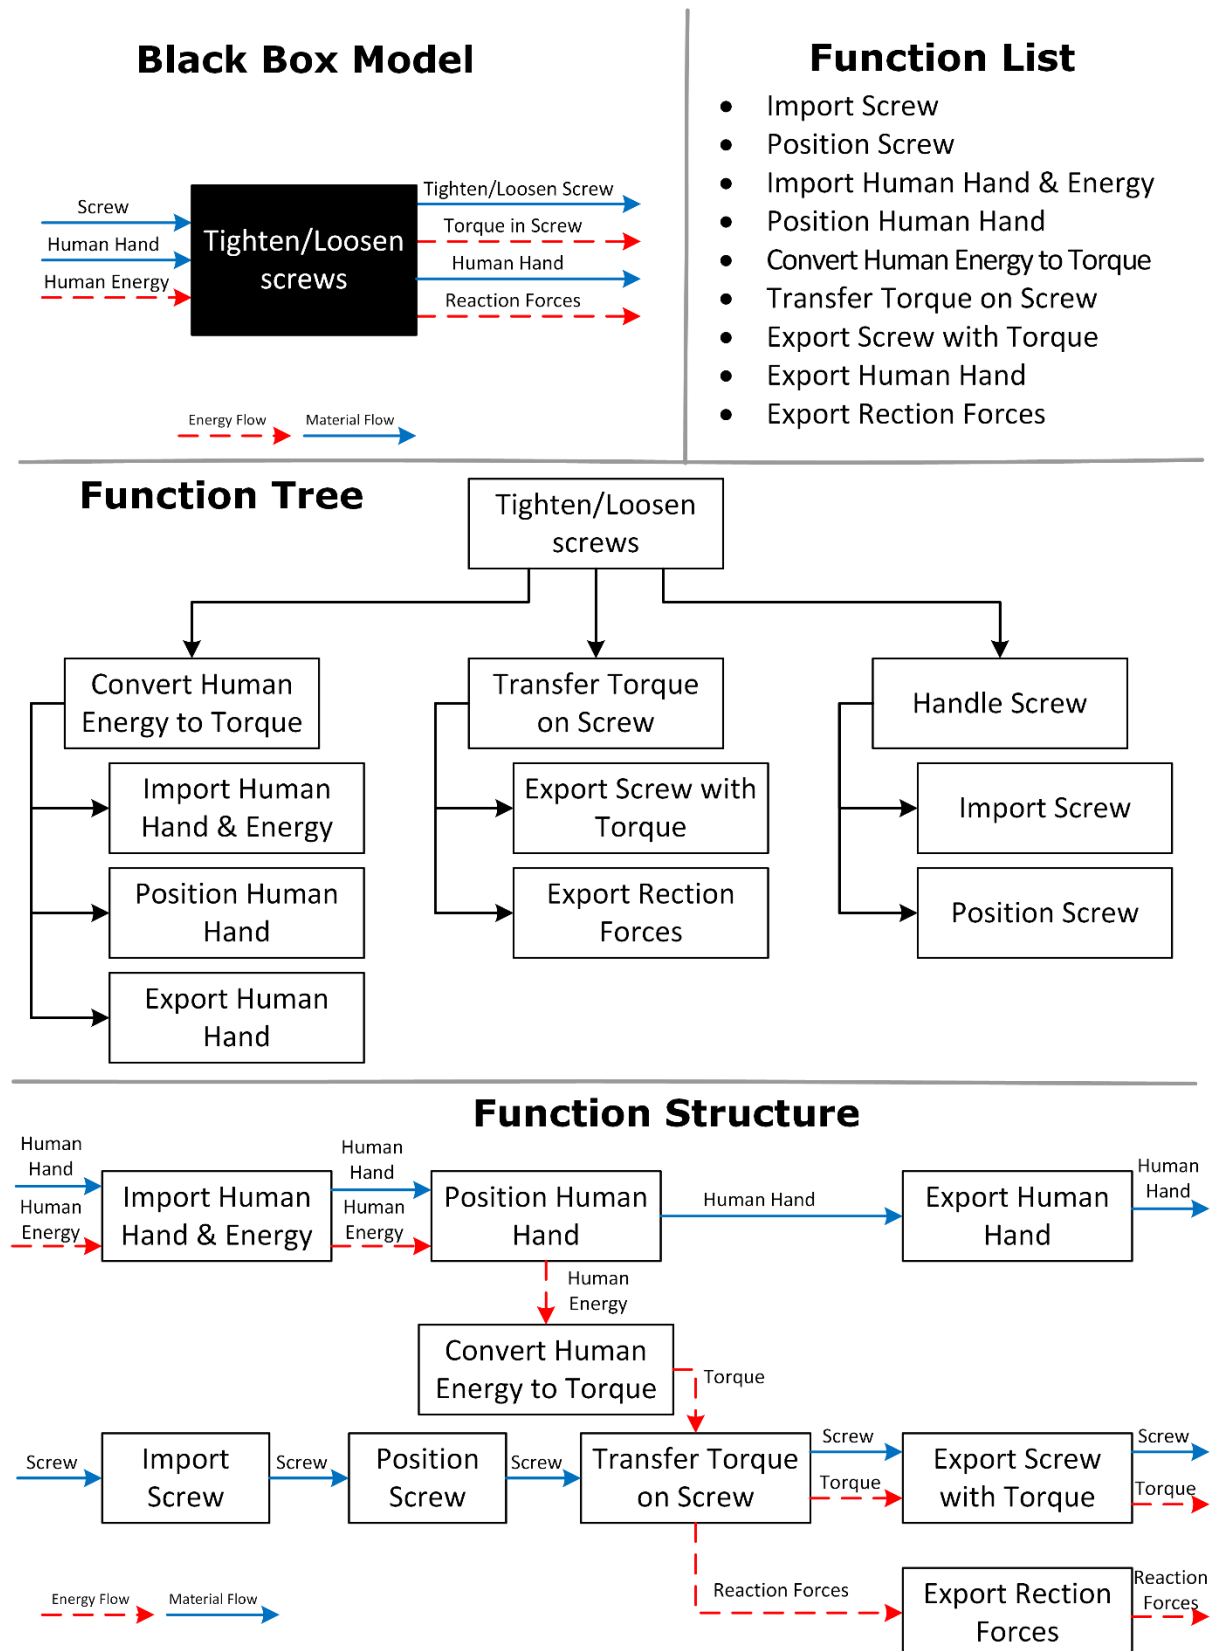 Black Box Model
Screw
Human Hand
Human Energy
Tighten/Loosen
screws
Tighten/Loosen Screw
Torque in Screw
Human Hand
Reaction Forces
Energy Flow
Material Flow
Function List
• Import Screw
• Position Screw
• Import Human Hand & Energy
• Position Human Hand
• Convert Human Energy to Torque
• Transfer Torque on Screw
• Export Screw with Torque
• Export Human Hand
• Export Rection Forces
Function Tree
Tighten/Loosen
screws
Convert Human
Energy to Torque
Import Human
Hand & Energy
Position Human
Hand
Export Human
Hand
Transfer Torque
on Screw
Export Screw with
Torque
Export Rection
Forces
Handle Screw
Import Screw
Position Screw
Function Structure
Human
Hand
Human
Energy
Import Human
Hand & Energy
Human
Hand
Human
Energy
Position Human
Hand
Human Hand
Export Human
Hand
Human
Hand
Human
Energy
Convert Human
Energy to Torque
Torque
Screw
Import
Screw
Screw
Position
Screw
Screw
Transfer Torque
on Screw
Screw
Torque
Export Screw
with Torque
Screw
Torque
Reaction Forces
Export Rection
Forces
Reaction
Forces
Energy Flow
Material Flow